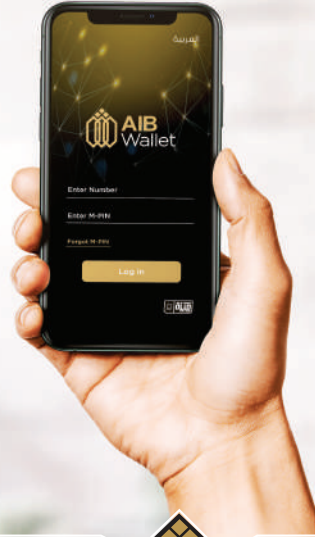 العربية
AIB
Wallet
Enter Number
Enter M-PIN
Forgot M-PIN
Log in